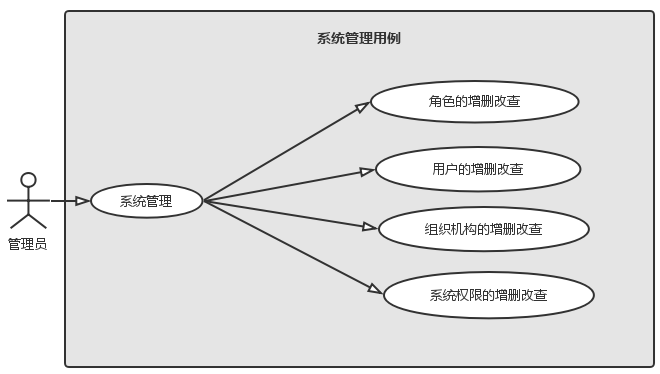 系统管理用例
角色的增删改查
用户的增删改查
系统管理
组织机构的增删改查
管理员
系统权限的增删改查